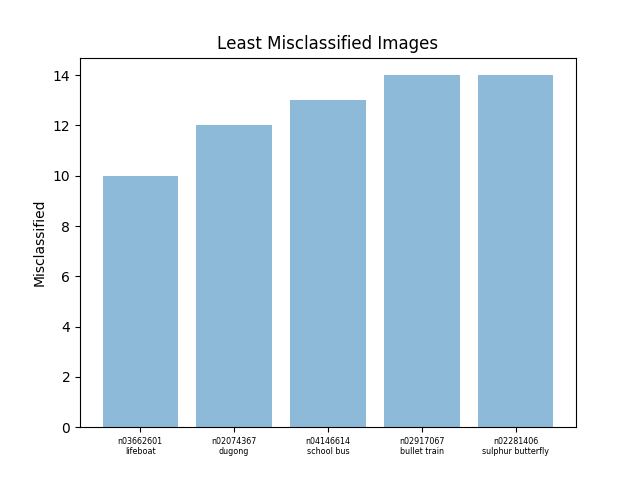 Least Misclassified Images
Misclassified
14
12
10
8
6
4
2
0
n03662601 n02074367 n04146614 n02917067 n02281406
lifeboat dugong school bus bullet train sulphur butterfly